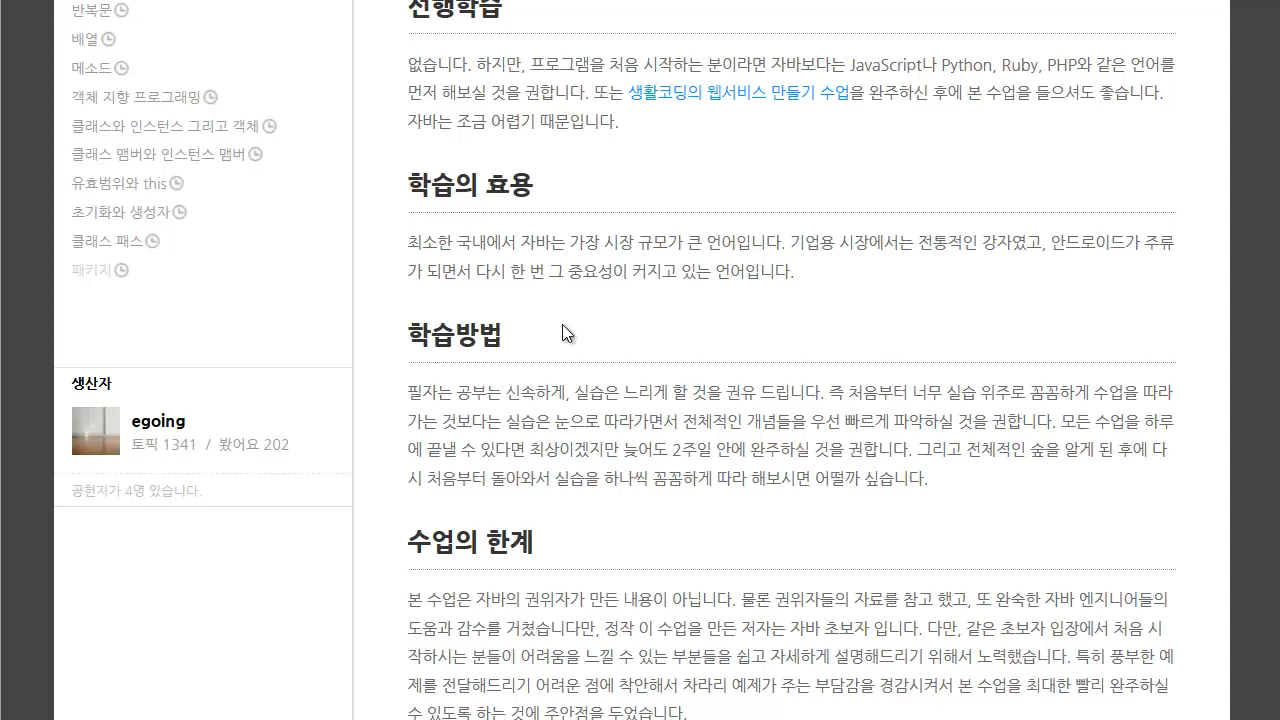 반복문
배열
메소드
객체 지향 프로그래밍
클래스와 인스턴스 그리고 객체
클래스 맴버와 인스턴스 맴버
유효범위와 this
초기화와 생성자
클래스 패스
패키지
생산자
egoing
토픽 1341 / 봤어요 202
공헌자가 4명 있습니다.
선행학습
없습니다. 하지만, 프로그램을 처음 시작하는 분이라면 자바보다는 JavaScript나 Python, Ruby, PHP와 같은 언어를
먼저 해보실 것을 권합니다. 또는 생활코딩의 웹서비스 만들기 수업을 완주하신 후에 본 수업을 들으셔도 좋습니다.
자바는 조금 어렵기 때문입니다.
학습의 효용
최소한 국내에서 자바는 가장 시장 규모가 큰 언어입니다. 기업용 시장에서는 전통적인 강자였고, 안드로이드가 주류
가 되면서 다시 한 번 그 중요성이 커지고 있는 언어입니다.
학습방법
필자는 공부는 신속하게, 실습은 느리게 할 것을 권유 드립니다. 즉 처음부터 너무 실습 위주로 꼼꼼하게 수업을 따라
가는 것보다는 실습은 눈으로 따라가면서 전체적인 개념들을 우선 빠르게 파악하실 것을 권합니다. 모든 수업을 하루
에 끝낼 수 있다면 최상이겠지만 늦어도 2주일 안에 완주하실 것을 권합니다. 그리고 전체적인 숲을 알게 된 후에 다
시 처음부터 돌아와서 실습을 하나씩 꼼꼼하게 따라 해보시면 어떨까 싶습니다.
수업의 한계
본 수업은 자바의 권위자가 만든 내용이 아닙니다. 물론 권위자들의 자료를 참고 했고, 또 완숙한 자바 엔지니어들의
도움과 감수를 거쳤습니다만, 정작 이 수업을 만든 저자는 자바 초보자 입니다. 다만, 같은 초보자 입장에서 처음 시
작하시는 분들이 어려움을 느낄 수 있는 부분들을 쉽고 자세하게 설명해드리기 위해서 노력했습니다. 특히 풍부한 예
제를 전달해드리기 어려운 점에 착안해서 차라리 예제가 주는 부담감을 경감시켜서 본 수업을 최대한 빨리 완주하실
수 있도록 하는 것에 주안점을 두었습니다.